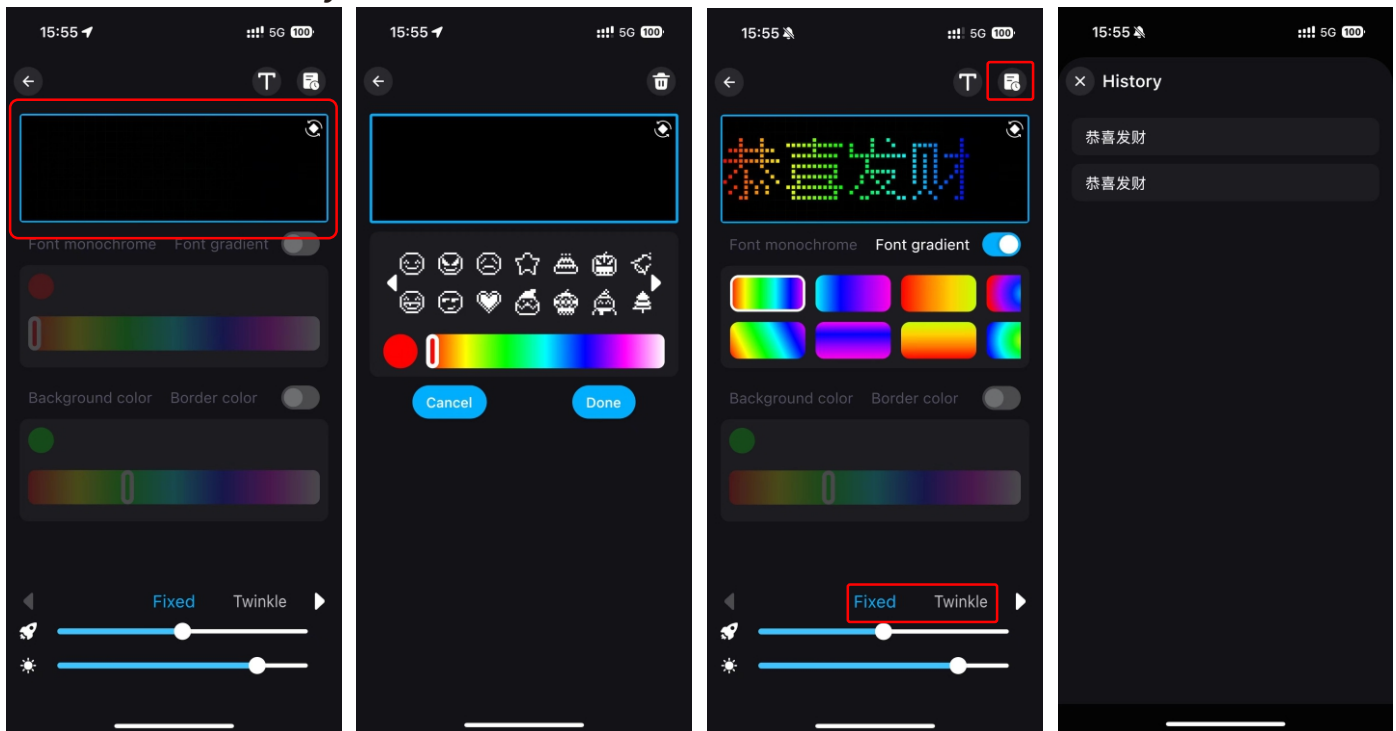 15:55 5G 100
T
Font monochrome Font gradient
Background color Border color
Fixed Twinkle
15:55 5G 100
Cancel Done
15:55 5G 100
T
恭喜发财
Font monochrome Font gradient
Background color Border color
Fixed Twinkle
15:55 5G 100
× History
恭喜发财
恭喜发财